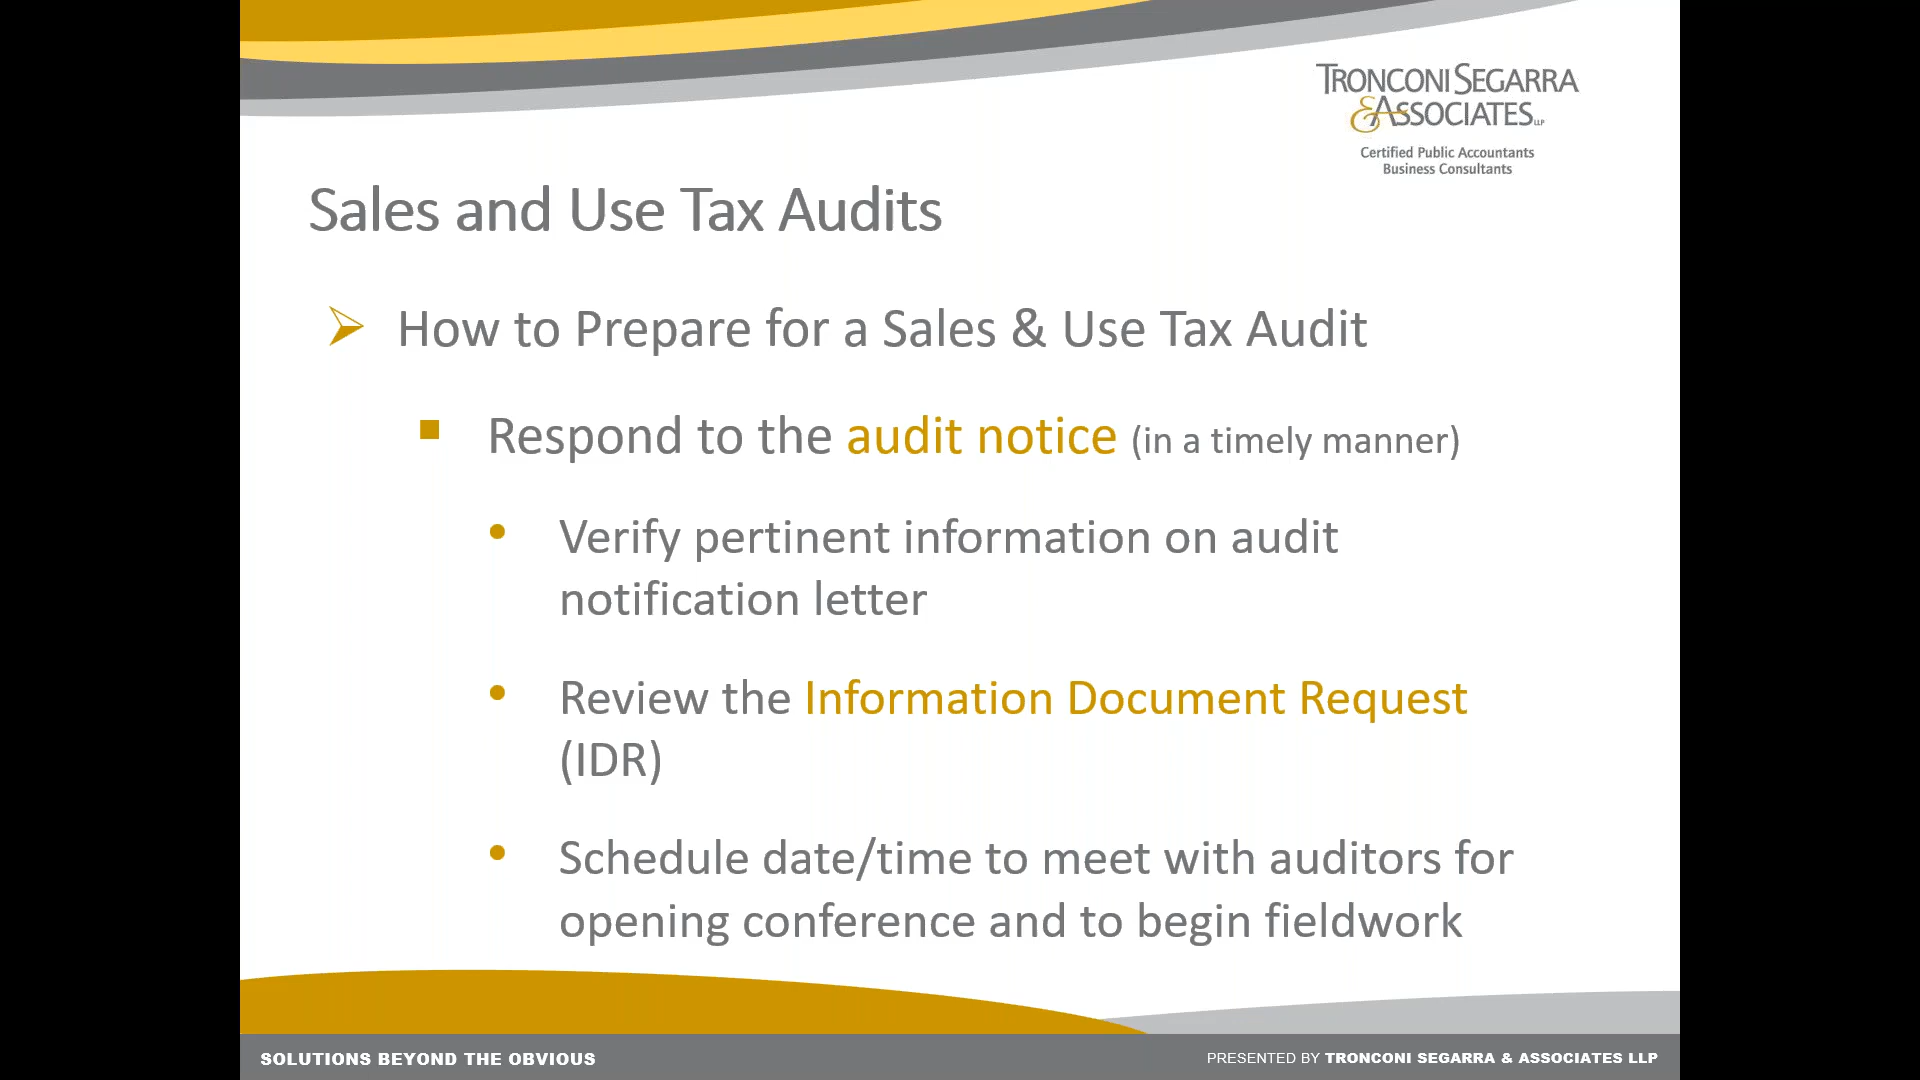 TRONCONI SEGARRA
& ASSOCIATES LLP
Certified Public Accountants
Business Consultants
Sales and Use Tax Audits
How to Prepare for a Sales & Use Tax Audit
Respond to the audit notice (in a timely manner)
Verify pertinent information on audit
notification letter
Review the Information Document Request
(IDR)
Schedule date/time to meet with auditors for
opening conference and to begin fieldwork
SOLUTIONS BEYOND THE OBVIOUS
PRESENTED BY TRONCONI SEGARRA & ASSOCIATES LLP